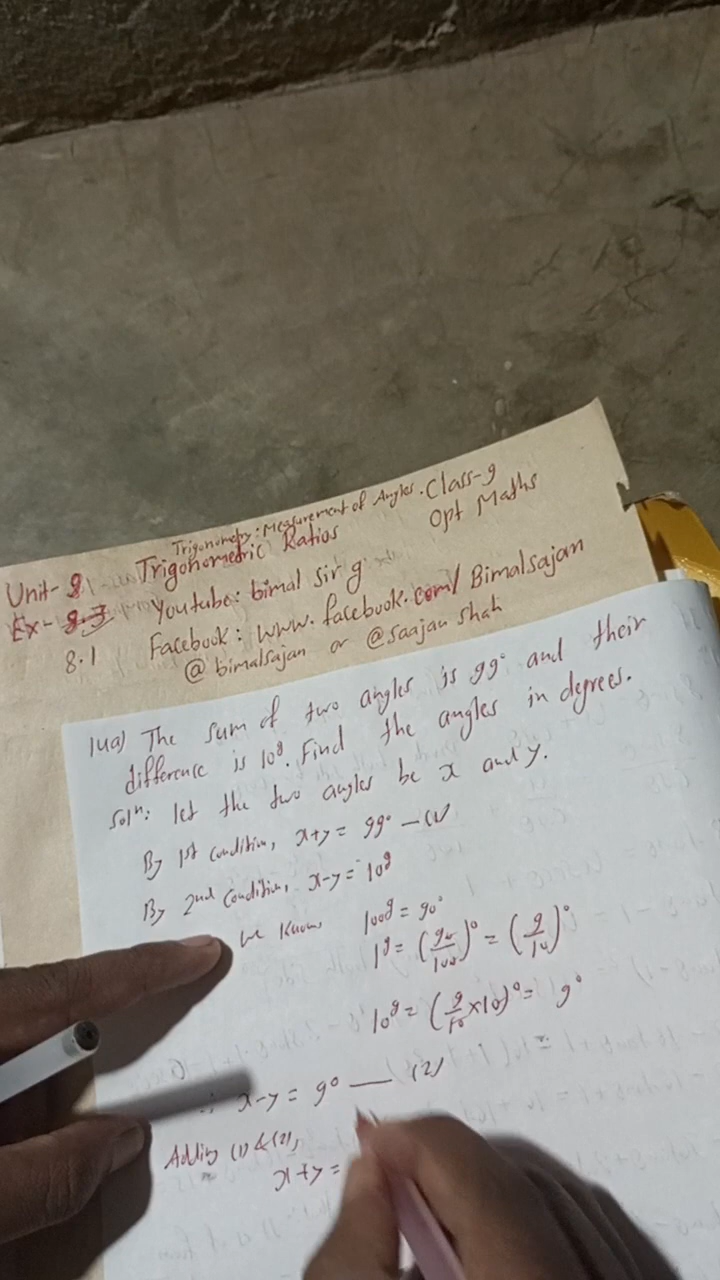 Trigonometry: Measurement of Angles. Class-9
Unit- 8 Trigonometric Ratios Opt Maths
Ex- 8.3
8.1
Youtube: bimal sir g
Facebook: www.facebook.com/Bimalsajan
@bimalsajan or @saajan shah
14a) The sum of two angles is 99° and their
difference is 10ᵍ. Find the angles in degrees.
Solⁿ: let the two angles be x and y.
By 1st condition, x+y = 99° — (1)
By 2nd condition, x-y = 10ᵍ
we know, 100ᵍ = 90°
1ᵍ = (90/100)° = (9/10)°
10ᵍ = (9/10 × 10)° = 9°
∴ x-y = 9° — (2)
Adding (1) & (2),
x+y =